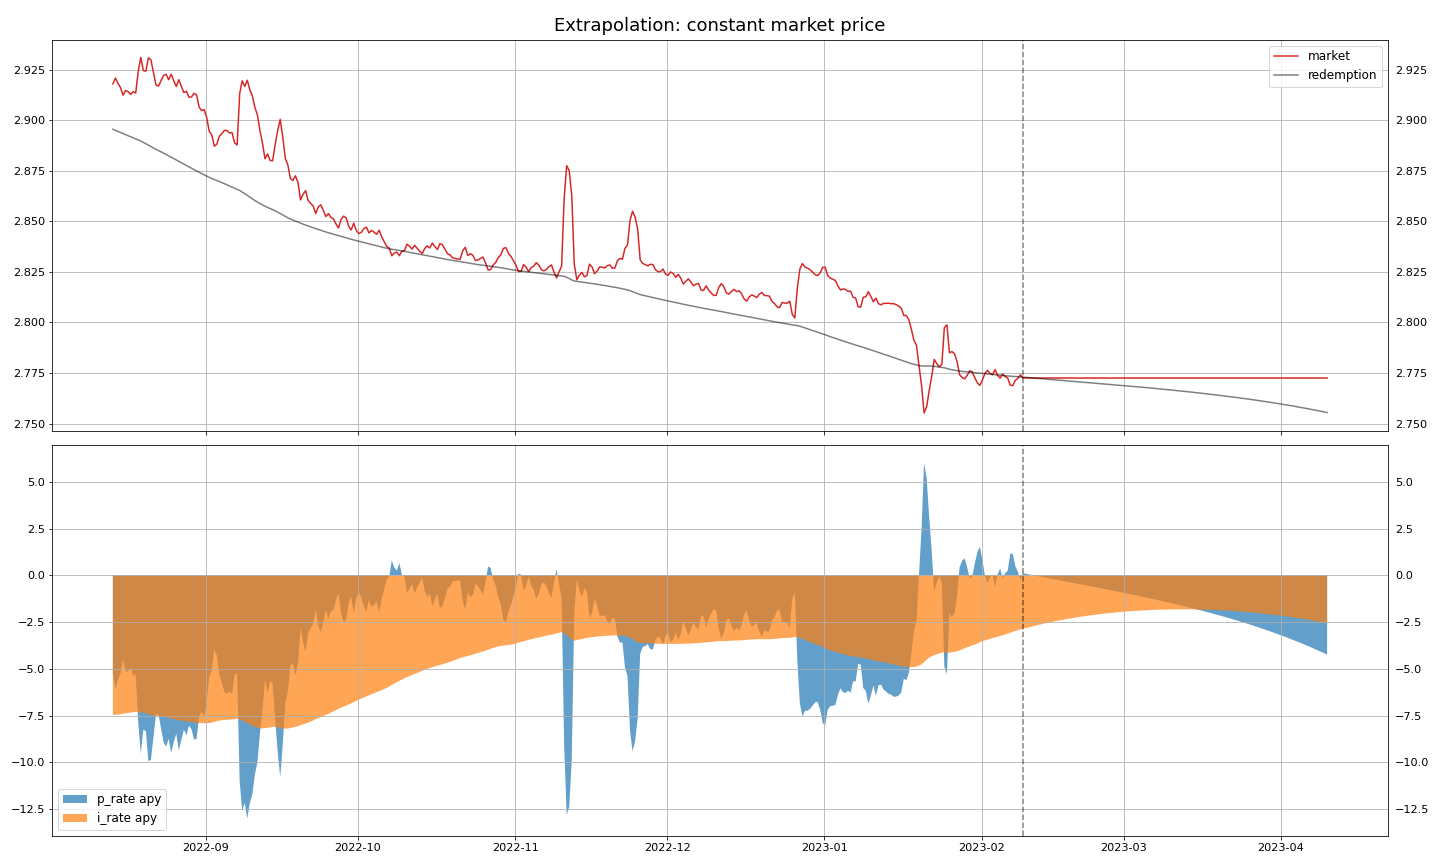 Extrapolation: constant market price
market
redemption
2.925 2.925
2.900 2.900
2.875 2.875
2.850 2.850
2.825 2.825
2.800 2.800
2.775 2.775
2.750 2.750
5.0 5.0
2.5 2.5
0.0 0.0
−2.5 −2.5
−5.0 −5.0
−7.5 −7.5
−10.0 −10.0
−12.5 −12.5
p_rate apy
i_rate apy
2022-09 2022-10 2022-11 2022-12 2023-01 2023-02 2023-03 2023-04